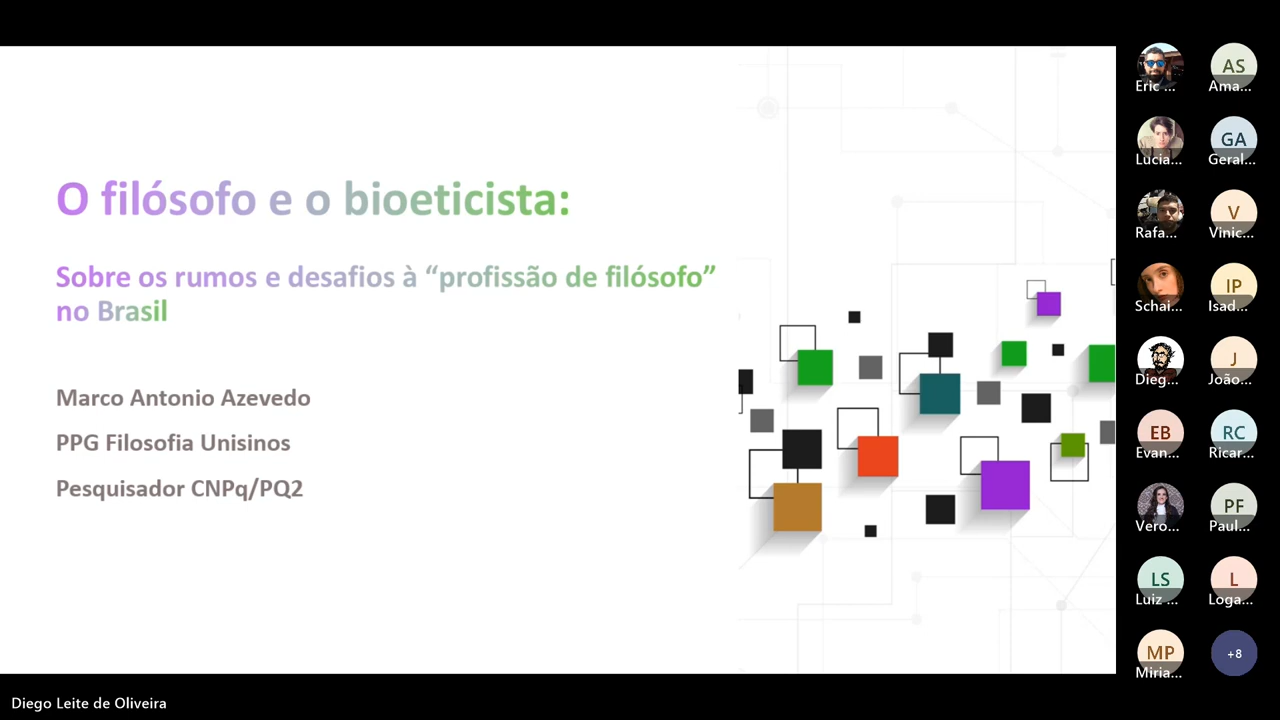 O filósofo e o bioeticista:
Sobre os rumos e desafios à “profissão de filósofo”
no Brasil
Marco Antonio Azevedo
PPG Filosofia Unisinos
Pesquisador CNPq/PQ2
Diego Leite de Oliveira
Eric ...
AS
Ama...
Lucia...
GA
Geral...
Rafa...
V
Vinic...
Schai...
IP
Isad...
Dieg...
J
João...
EB
Evan...
RC
Ricar...
Vero...
PF
Paul...
LS
Luiz ...
L
Loga...
MP
Miria...
+8